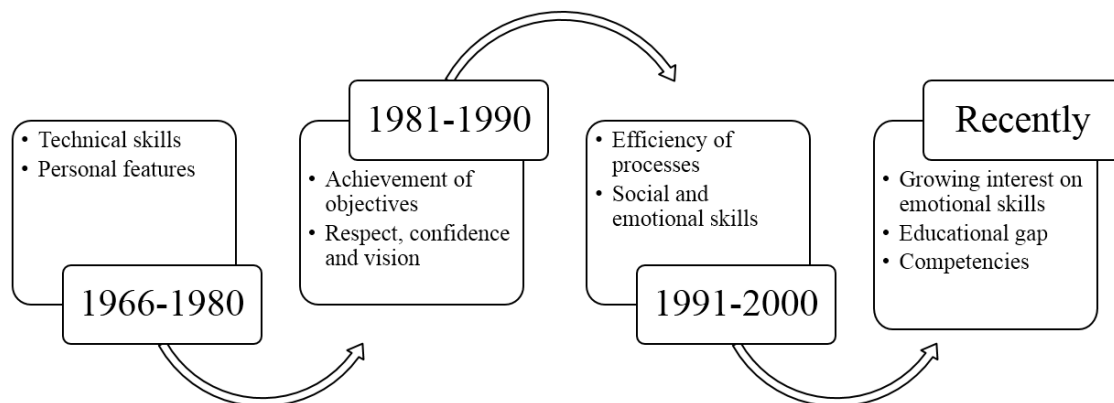 • Technical skills
• Personal features
1966-1980
1981-1990
• Achievement of
objectives
• Respect, confidence
and vision
• Efficiency of
processes
• Social and
emotional skills
1991-2000
Recently
• Growing interest on
emotional skills
• Educational gap
• Competencies